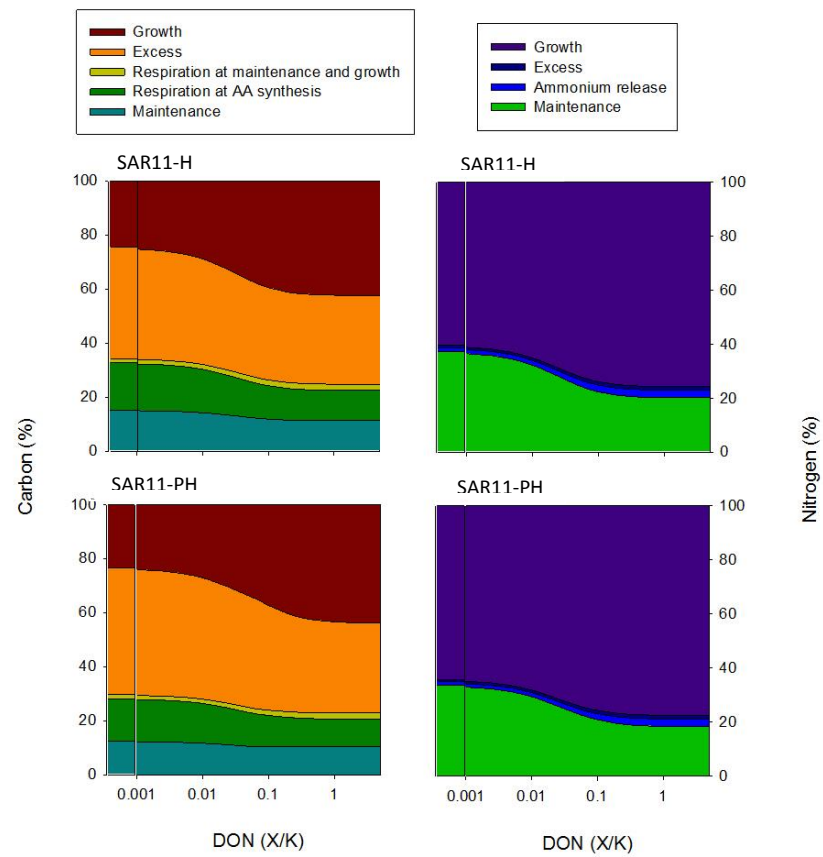 Growth
Excess
Respiration at maintenance and growth
Respiration at AA synthesis
Maintenance
Growth
Excess
Ammonium release
Maintenance
SAR11-H
SAR11-H
100
80
60
40
20
0
100
80
60
40
20
0
Carbon (%)
Nitrogen (%)
SAR11-PH
SAR11-PH
100
80
60
40
20
0
100
80
60
40
20
0
0.001 0.01 0.1 1
0.001 0.01 0.1 1
DON (X/K)
DON (X/K)